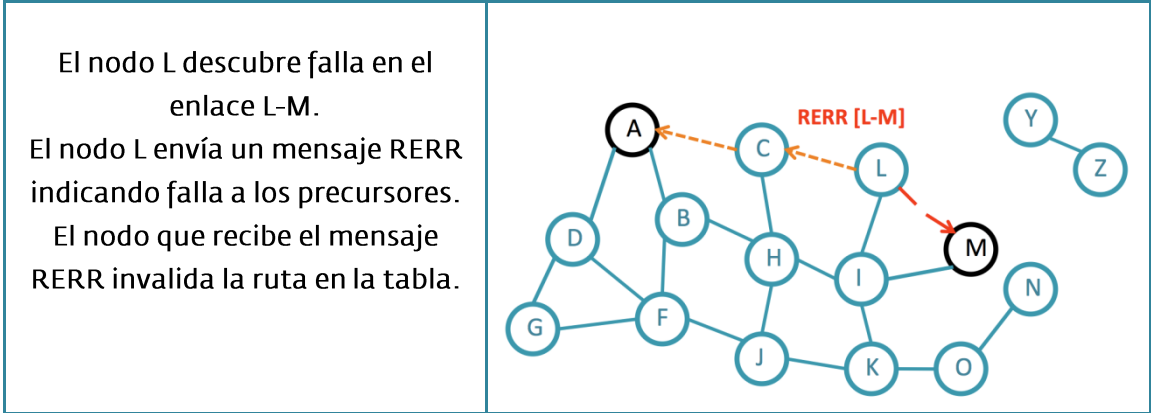 El nodo L descubre falla en el
enlace L-M.
El nodo L envía un mensaje RERR
indicando falla a los precursores.
El nodo que recibe el mensaje
RERR invalida la ruta en la tabla.
RERR [L-M]
A
C
L
Y
Z
B
D
H
M
I
N
G
F
J
K
O